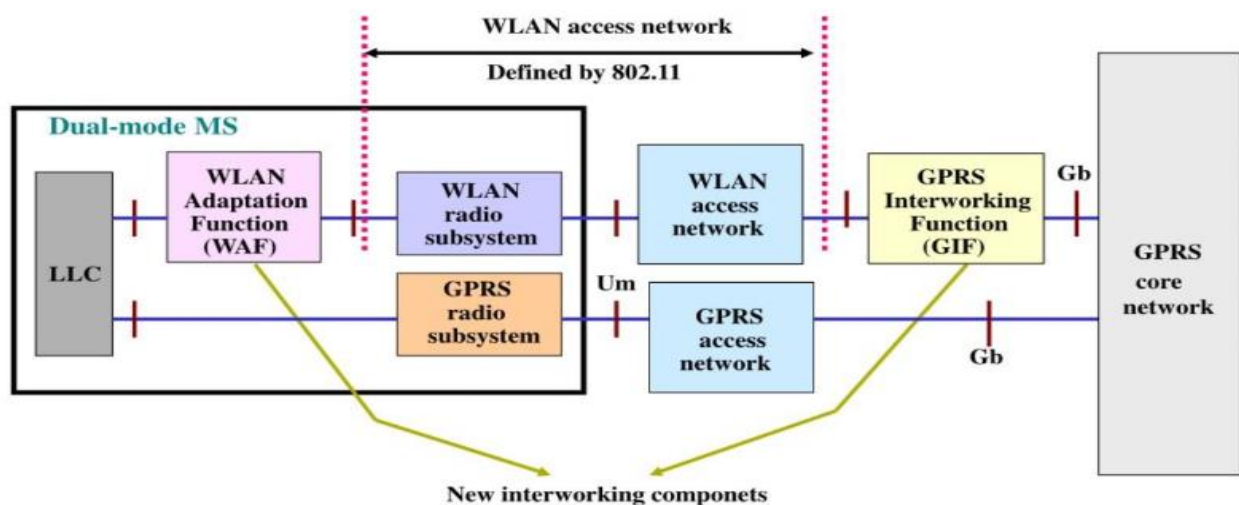 WLAN access network
Defined by 802.11
Dual-mode MS
LLC
WLAN
Adaptation
Function
(WAF)
WLAN
radio
subsystem
WLAN
access
network
GPRS
Interworking
Function
(GIF)
Gb
GPRS
radio
subsystem
Um
GPRS
access
network
Gb
GPRS
core
network
New interworking componets